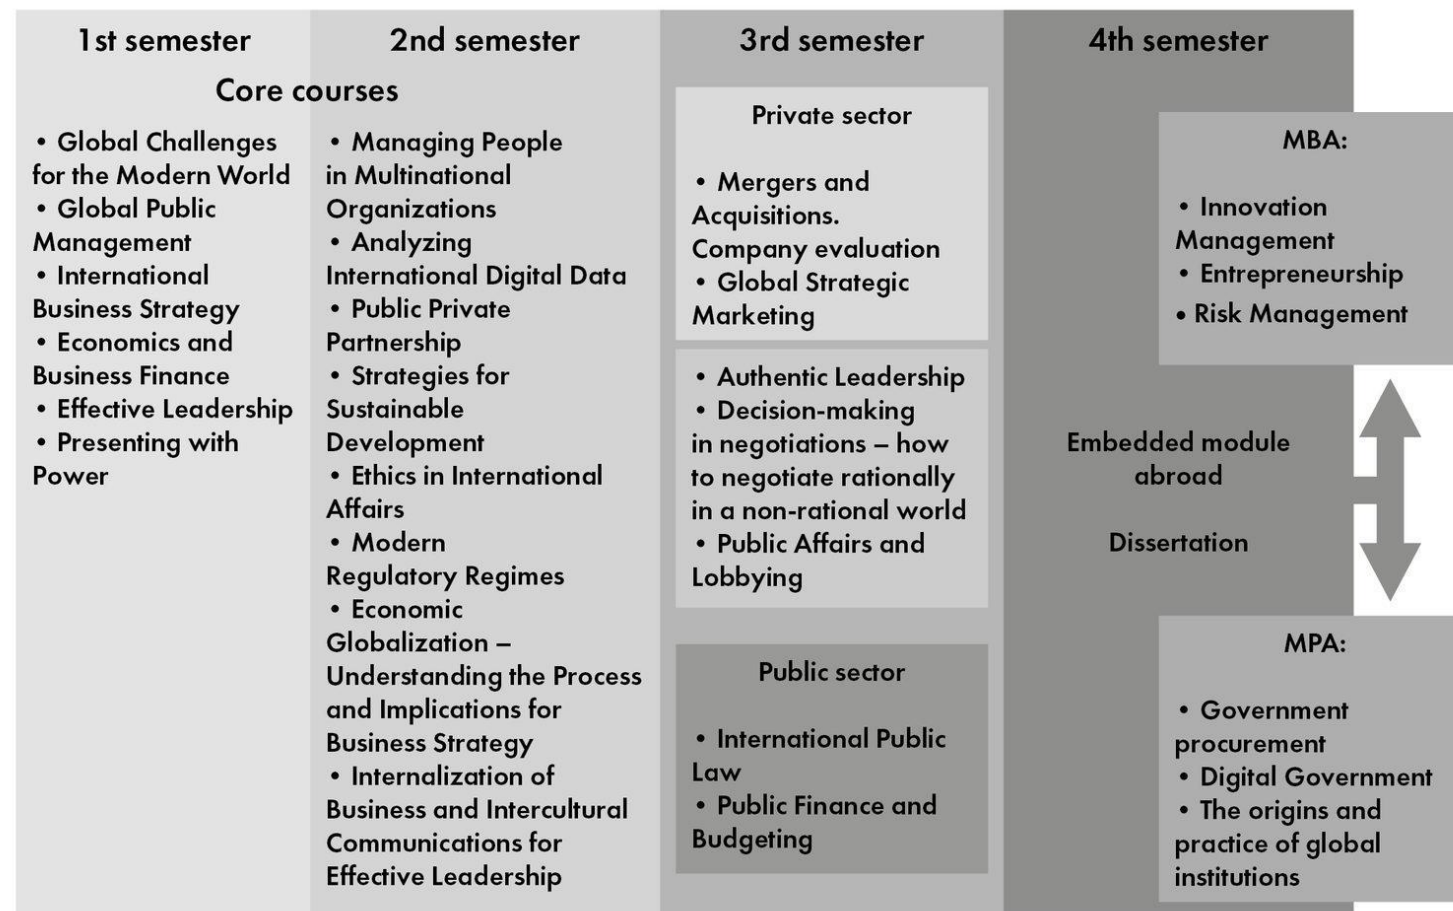 1st semester
2nd semester
Core courses
• Global Challenges
for the Modern World
• Global Public
Management
• International
Business Strategy
• Economics and
Business Finance
• Effective Leadership
• Presenting with
Power
• Managing People
in Multinational
Organizations
• Analyzing
International Digital Data
• Public Private
Partnership
• Strategies for
Sustainable
Development
• Ethics in International
Affairs
• Modern
Regulatory Regimes
• Economic
Globalization –
Understanding the Process
and Implications for
Business Strategy
• Internalization of
Business and Intercultural
Communications for
Effective Leadership
3rd semester
Private sector
• Mergers and
Acquisitions.
Company evaluation
• Global Strategic
Marketing
• Authentic Leadership
• Decision-making
in negotiations – how
to negotiate rationally
in a non-rational world
• Public Affairs and
Lobbying
Public sector
• International Public
Law
• Public Finance and
Budgeting
4th semester
MBA:
• Innovation
Management
• Entrepreneurship
• Risk Management
Embedded module
abroad
Dissertation
MPA:
• Government
procurement
• Digital Government
• The origins and
practice of global
institutions